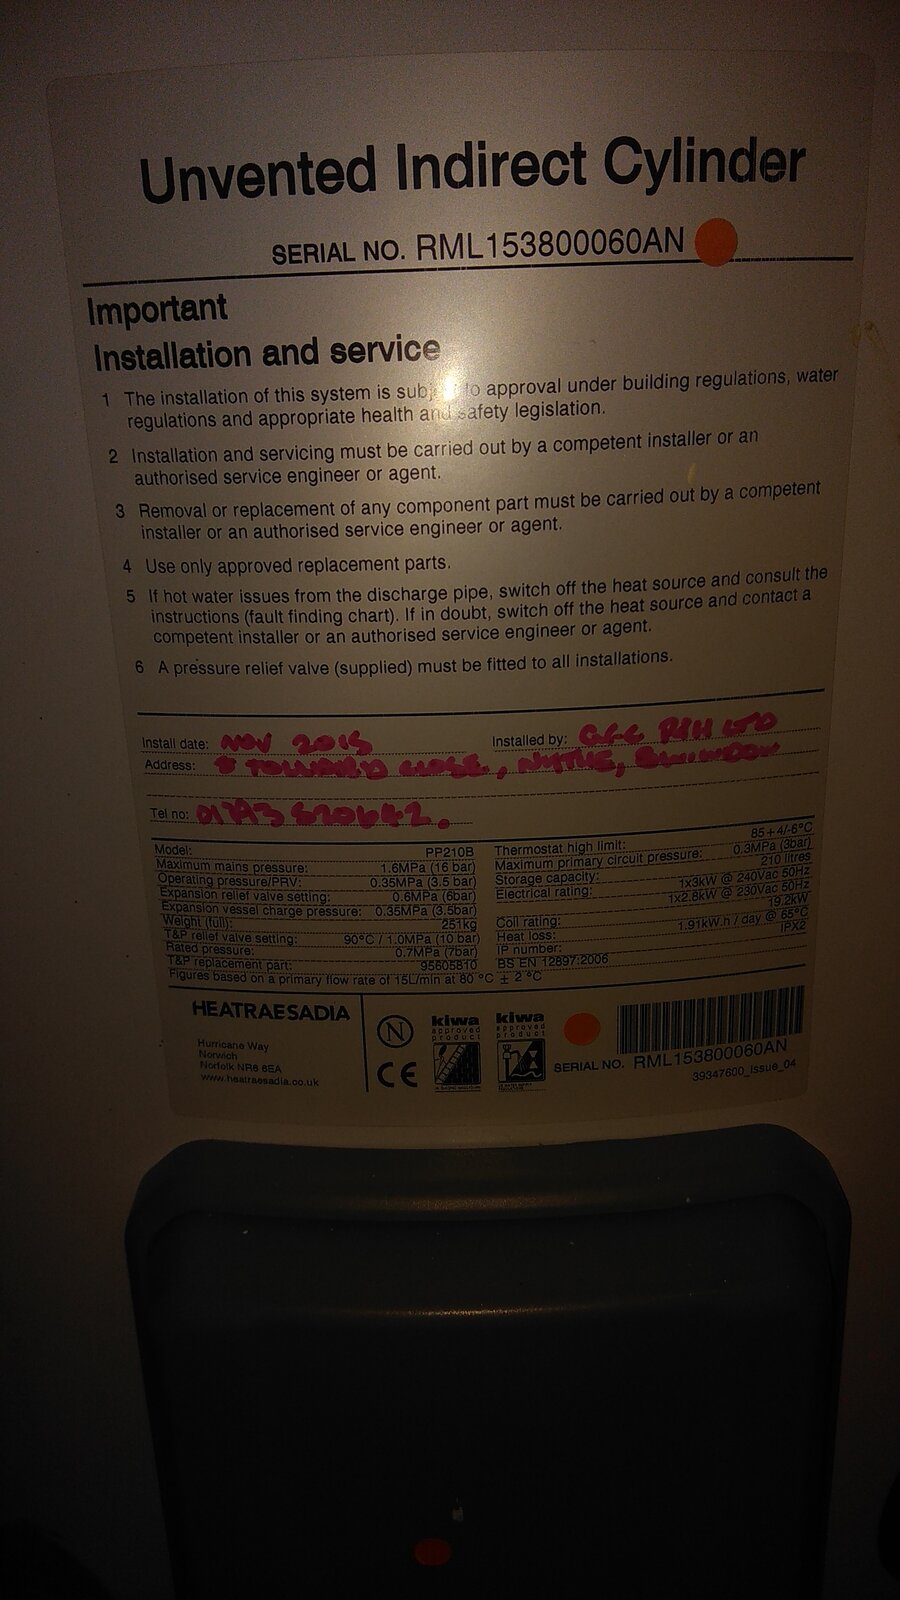 Unvented Indirect Cylinder
SERIAL NO. RML153800060AN
Important
Installation and service
1 The installation of this system is subject to approval under building regulations, water
regulations and appropriate health and safety legislation.
2 Installation and servicing must be carried out by a competent installer or an
authorised service engineer or agent.
3 Removal or replacement of any component part must be carried out by a competent
installer or an authorised service engineer or agent.
4 Use only approved replacement parts.
5 If hot water issues from the discharge pipe, switch off the heat source and consult the
instructions (fault finding chart). If in doubt, switch off the heat source and contact a
competent installer or an authorised service engineer or agent.
6 A pressure relief valve (supplied) must be fitted to all installations.
Install date: NOV 2015 Installed by: P&H LTD
Address: CLOSE, NYTHE, SWINDON
Tel no:
Model: PP210B
Maximum mains pressure: 1.6MPa (16 bar)
Operating pressure/PRV: 0.35MPa (3.5 bar)
Expansion relief valve setting: 0.6MPa (6bar)
Expansion vessel charge pressure: 0.35MPa (3.5bar)
Weight (full): 251kg
T&P relief valve setting: 90°C / 1.0MPa (10 bar)
Rated pressure: 0.7MPa (7bar)
T&P replacement part: 95605810
Thermostat high limit: 85+4/-6°C
Maximum primary circuit pressure: 0.3MPa (3bar)
Storage capacity: 210 litres
Electrical rating: 1x3kW @ 240Vac 50Hz
1x2.8kW @ 230Vac 50Hz
Coil rating: 19.2kW
Heat loss: 1.91kW.h / day @ 65°C
IP number: IPX2
BS EN 12897:2006
Figures based on a primary flow rate of 15L/min at 80 °C ± 2 °C
HEATRAE SADIA
Hurricane Way
Norwich
Norfolk NR6 6EA
www.heatraesadia.co.uk
N
CE
kiwa
approved
product
kiwa
approved
product
SERIAL NO. RML153800060AN
39347600_Issue_04